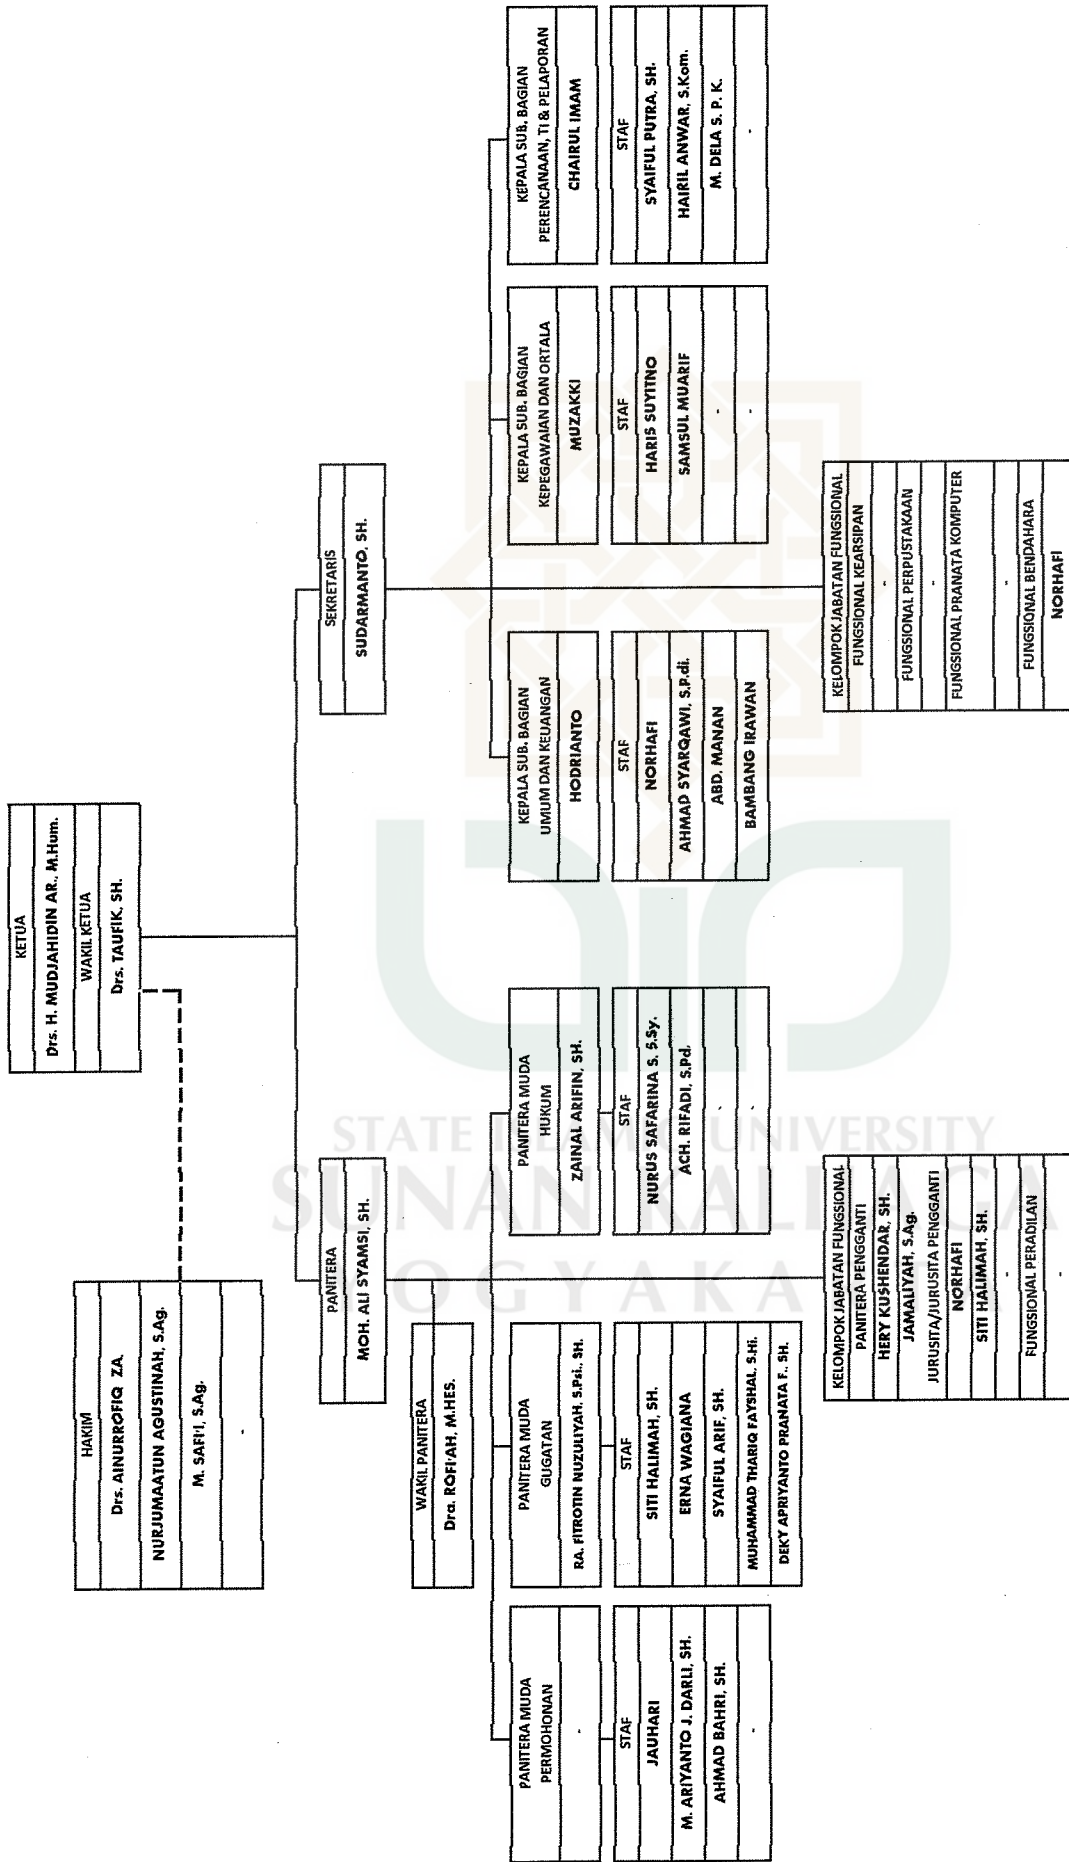 KETUA
Drs. H. MUDJAHIDIN AR., M.Hum.
WAKIL KETUA
Drs. TAUFIK, SH.
HAKIM
Drs. AINURROFIQ ZA.
NURJUMAATUN AGUSTINAH, S.Ag.
M. SAFI'I, S.Ag.
-
PANITERA
MOH. ALI SYAMSI, SH.
SEKRETARIS
SUDARMANTO, SH.
WAKIL PANITERA
Dra. ROFI'AH, M.HES.
PANITERA MUDA
PERMOHONAN
-
STAF
JAUHARI
M. ARIYANTO J. DARLI, SH.
AHMAD BAHRI, SH.
-
PANITERA MUDA
GUGATAN
RA. FITROTIN NUZULIYAH, S.Psi., SH.
STAF
SITI HALIMAH, SH.
ERNA WAGIANA
SYAIFUL ARIF, SH.
MUHAMMAD THARIQ FAYSHAL, S.Hi.
DEKY APRIYANTO PRANATA F., SH.
PANITERA MUDA
HUKUM
ZAINAL ARIFIN, SH.
STAF
NURUS SAFARINA S. S.Sy.
ACH. RIFADI, S.Pd.
-
-
KEPALA SUB. BAGIAN
UMUM DAN KEUANGAN
HODRIANTO
STAF
NORHAFI
AHMAD SYARQAWI, S.P.di.
ABD. MANAN
BAMBANG IRAWAN
KEPALA SUB. BAGIAN
KEPEGAWAIAN DAN ORTALA
MUZAKKI
STAF
HARIS SUYITNO
SAMSUL MUARIF
-
-
KEPALA SUB. BAGIAN
PERENCANAAN, TI & PELAPORAN
CHAIRUL IMAM
STAF
SYAIFUL PUTRA, SH.
HAIRIL ANWAR, S.Kom.
M. DELA S. P. K.
-
KELOMPOK JABATAN FUNGSIONAL
PANITERA PENGGANTI
HERY KUSHENDAR, SH.
JAMALIYAH, S.Ag.
JURUSITA/JURUSITA PENGGANTI
NORHAFI
SITI HALIMAH, SH.
-
FUNGSIONAL PERADILAN
-
KELOMPOK JABATAN FUNGSIONAL
FUNGSIONAL KEARSIPAN
-
FUNGSIONAL PERPUSTAKAAN
-
FUNGSIONAL PRANATA KOMPUTER
-
FUNGSIONAL BENDAHARA
NORHAFI
STATE ISLAMIC UNIVERSITY
SUNAN KALIJAGA
YOGYAKARTA